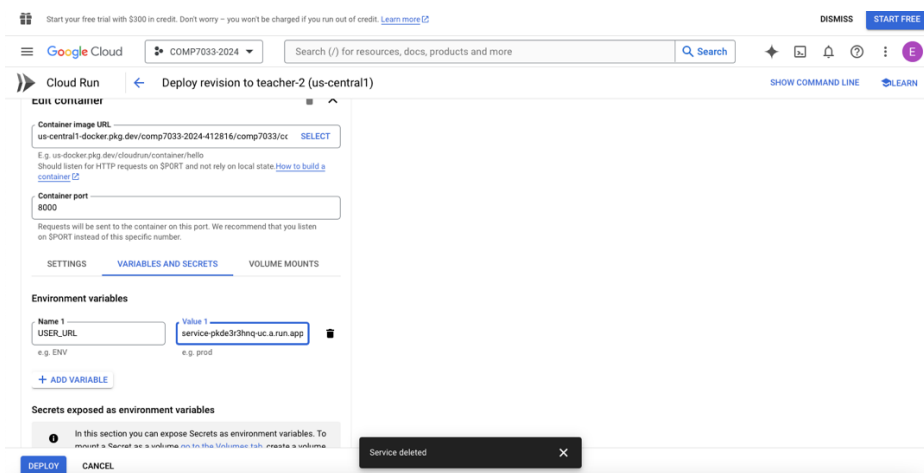 Start your free trial with $300 in credit. Don't worry – you won't be charged if you run out of credit. Learn more
DISMISS
START FREE
Google Cloud
COMP7033-2024
Search (/) for resources, docs, products and more
Search
E
Cloud Run
Deploy revision to teacher-2 (us-central1)
SHOW COMMAND LINE
LEARN
Edit container
Container image URL
us-central1-docker.pkg.dev/comp7033-2024-412816/comp7033/cc
SELECT
E.g. us-docker.pkg.dev/cloudrun/container/hello
Should listen for HTTP requests on $PORT and not rely on local state. How to build a
container
Container port
8000
Requests will be sent to the container on this port. We recommend that you listen
on $PORT instead of this specific number.
SETTINGS
VARIABLES AND SECRETS
VOLUME MOUNTS
Environment variables
Name 1
USER_URL
e.g. ENV
Value 1
service-pkde3r3hnq-uc.a.run.app
e.g. prod
+ ADD VARIABLE
Secrets exposed as environment variables
In this section you can expose Secrets as environment variables. To
mount a Secret as a volume go to the Volumes tab, create a volume
Service deleted
DEPLOY
CANCEL